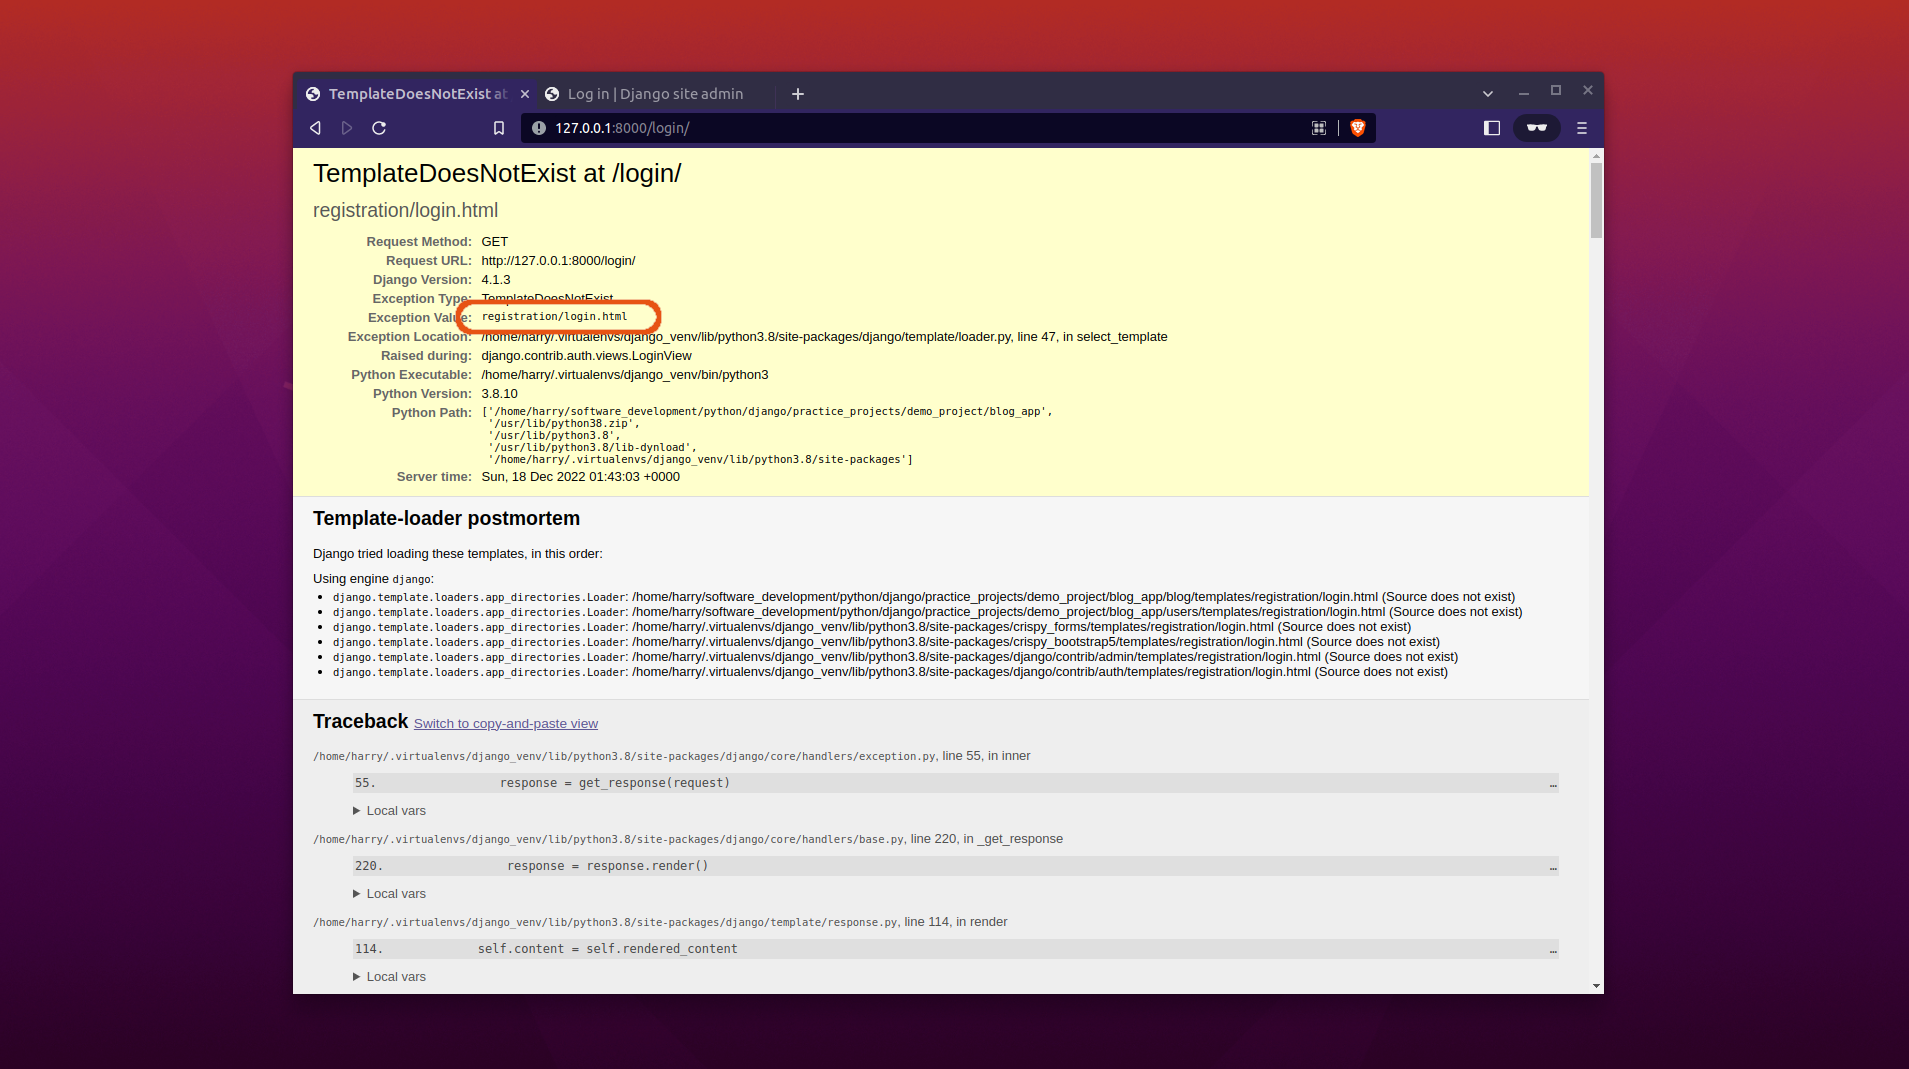 TemplateDoesNotExist at
Log in | Django site admin
127.0.0.1:8000/login/
TemplateDoesNotExist at /login/
registration/login.html
Request Method: GET
Request URL: http://127.0.0.1:8000/login/
Django Version: 4.1.3
Exception Type: TemplateDoesNotExist
Exception Value: registration/login.html
Exception Location: /home/harry/.virtualenvs/django_venv/lib/python3.8/site-packages/django/template/loader.py, line 47, in select_template
Raised during: django.contrib.auth.views.LoginView
Python Executable: /home/harry/.virtualenvs/django_venv/bin/python3
Python Version: 3.8.10
Python Path: ['/home/harry/software_development/python/django/practice_projects/demo_project/blog_app',
'/usr/lib/python38.zip',
'/usr/lib/python3.8',
'/usr/lib/python3.8/lib-dynload',
'/home/harry/.virtualenvs/django_venv/lib/python3.8/site-packages']
Server time: Sun, 18 Dec 2022 01:43:03 +0000
Template-loader postmortem
Django tried loading these templates, in this order:
Using engine django:
• django.template.loaders.app_directories.Loader: /home/harry/software_development/python/django/practice_projects/demo_project/blog_app/blog/templates/registration/login.html (Source does not exist)
• django.template.loaders.app_directories.Loader: /home/harry/software_development/python/django/practice_projects/demo_project/blog_app/users/templates/registration/login.html (Source does not exist)
• django.template.loaders.app_directories.Loader: /home/harry/.virtualenvs/django_venv/lib/python3.8/site-packages/crispy_forms/templates/registration/login.html (Source does not exist)
• django.template.loaders.app_directories.Loader: /home/harry/.virtualenvs/django_venv/lib/python3.8/site-packages/crispy_bootstrap5/templates/registration/login.html (Source does not exist)
• django.template.loaders.app_directories.Loader: /home/harry/.virtualenvs/django_venv/lib/python3.8/site-packages/django/contrib/admin/templates/registration/login.html (Source does not exist)
• django.template.loaders.app_directories.Loader: /home/harry/.virtualenvs/django_venv/lib/python3.8/site-packages/django/contrib/auth/templates/registration/login.html (Source does not exist)
Traceback Switch to copy-and-paste view
/home/harry/.virtualenvs/django_venv/lib/python3.8/site-packages/django/core/handlers/exception.py, line 55, in inner
55. response = get_response(request) …
▶ Local vars
/home/harry/.virtualenvs/django_venv/lib/python3.8/site-packages/django/core/handlers/base.py, line 220, in _get_response
220. response = response.render() …
▶ Local vars
/home/harry/.virtualenvs/django_venv/lib/python3.8/site-packages/django/template/response.py, line 114, in render
114. self.content = self.rendered_content …
▶ Local vars